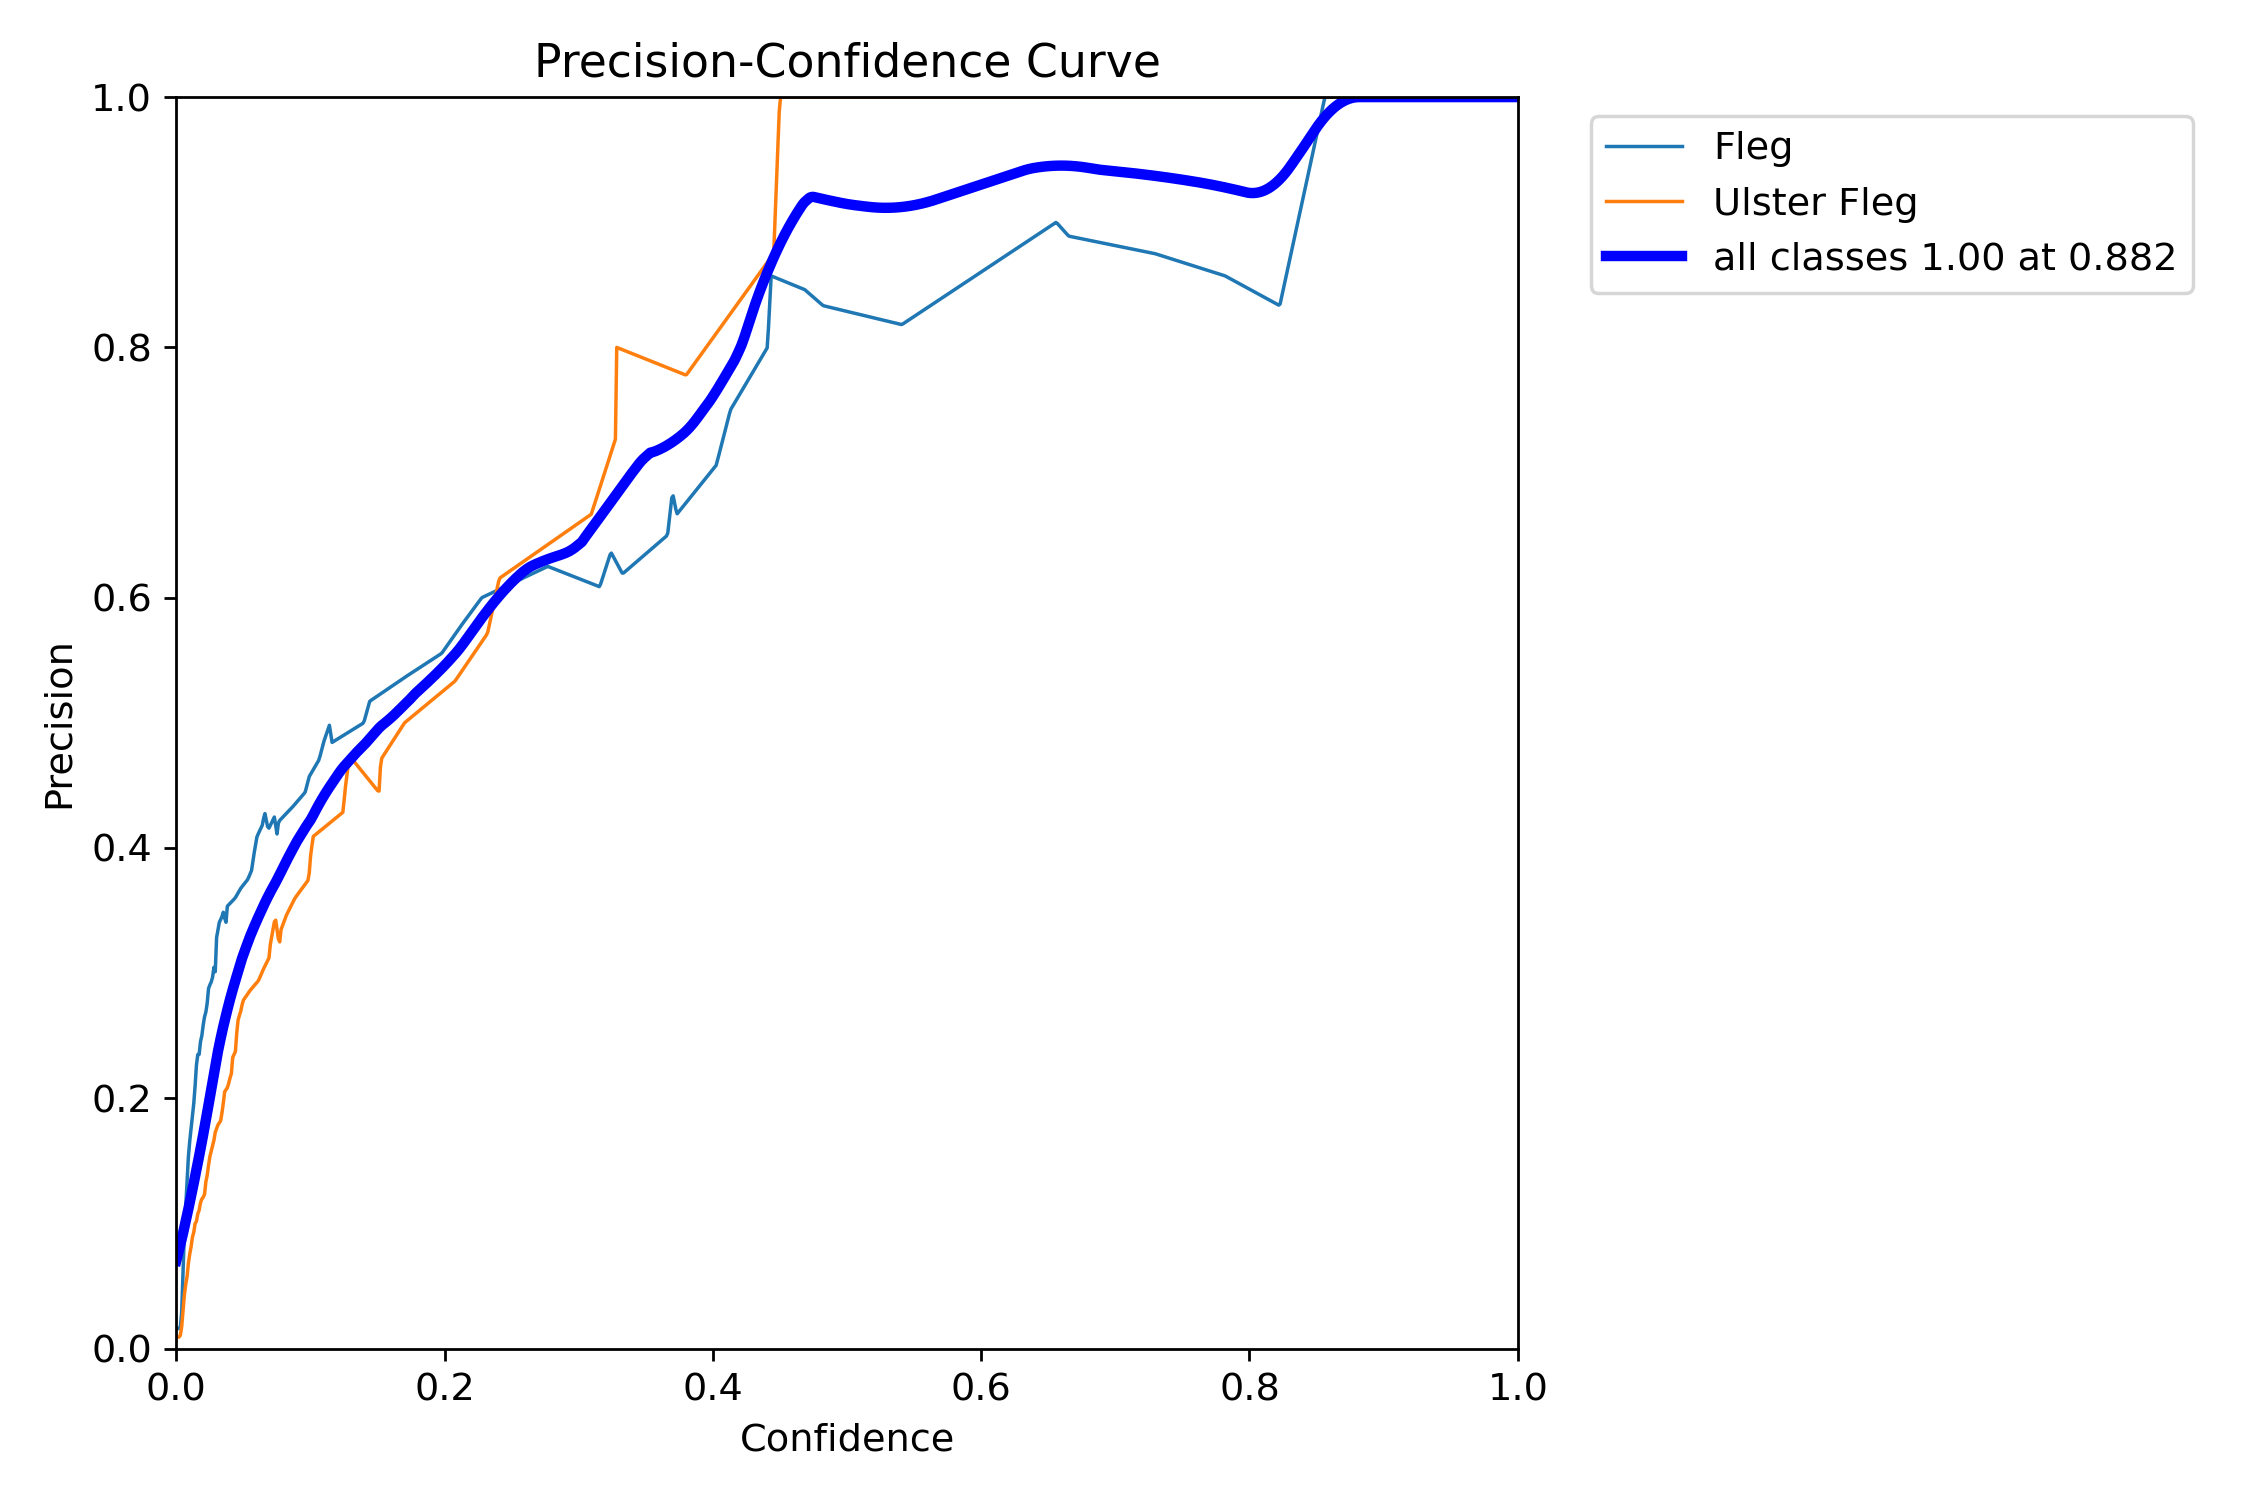 Precision-Confidence Curve
1.0
0.8
0.6
0.4
0.2
0.0
Precision
0.0 0.2 0.4 0.6 0.8 1.0
Confidence
Fleg
Ulster Fleg
all classes 1.00 at 0.882